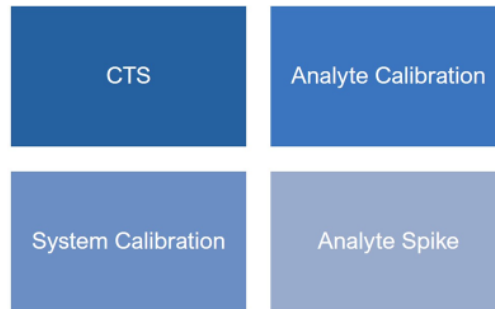 CTS
Analyte Calibration
System Calibration
Analyte Spike